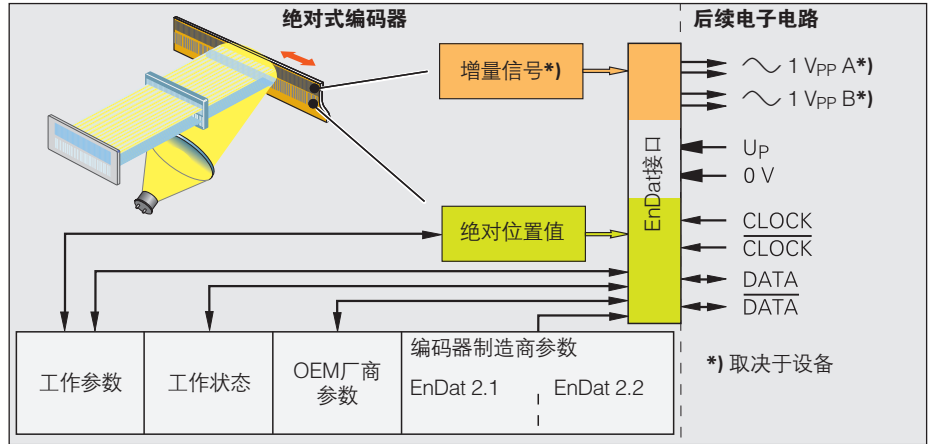 绝对式编码器
后续电子电路
增量信号*)
1 VPP A*)
1 VPP B*)
EnDat接口
UP
0 V
绝对位置值
CLOCK
CLOCK
DATA
DATA
工作参数
工作状态
OEM厂商
参数
编码器制造商参数
EnDat 2.1
EnDat 2.2
*) 取决于设备